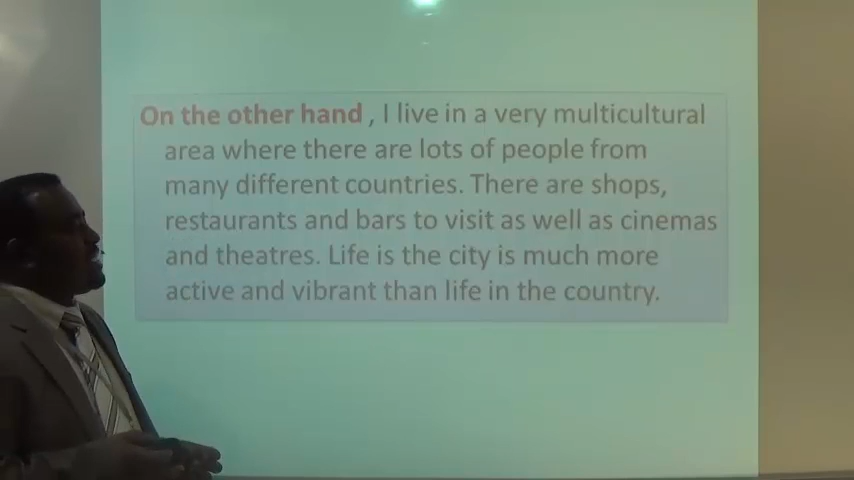 On the other hand , I live in a very multicultural
area where there are lots of people from
many different countries. There are shops,
restaurants and bars to visit as well as cinemas
and theatres. Life is the city is much more
active and vibrant than life in the country.